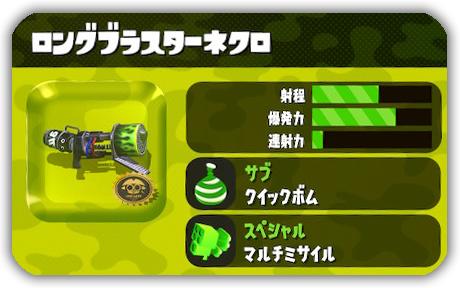 ロングブラスターネクロ
射程
爆発力
連射力
サブ
クイックボム
スペシャル
マルチミサイル